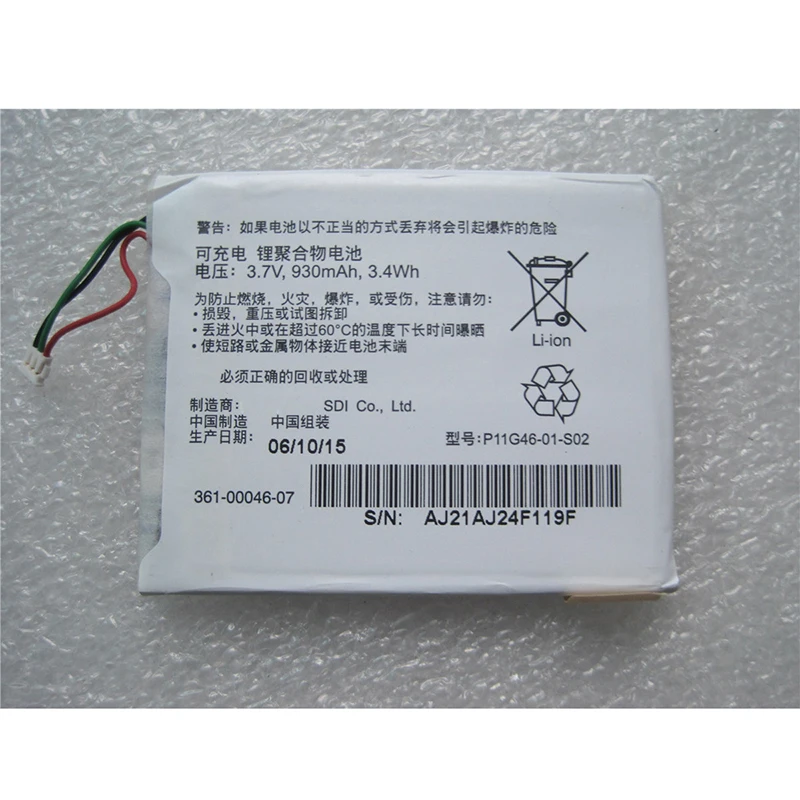 警告: 如果电池以不正当的方式丢弃将会引起爆炸的危险
可充电 锂聚合物电池
电压: 3.7V, 930mAh, 3.4Wh
为防止燃烧，火灾，爆炸，或受伤，注意请勿:
• 损毁，重压或试图拆卸
• 丢进火中或在超过60°C的温度下长时间曝晒
• 使短路或金属物体接近电池末端
Li-ion
必须正确的回收或处理
制造商: SDI Co., Ltd.
中国制造 中国组装
生产日期: 06/10/15
型号: P11G46-01-S02
361-00046-07
S/N: AJ21AJ24F119F